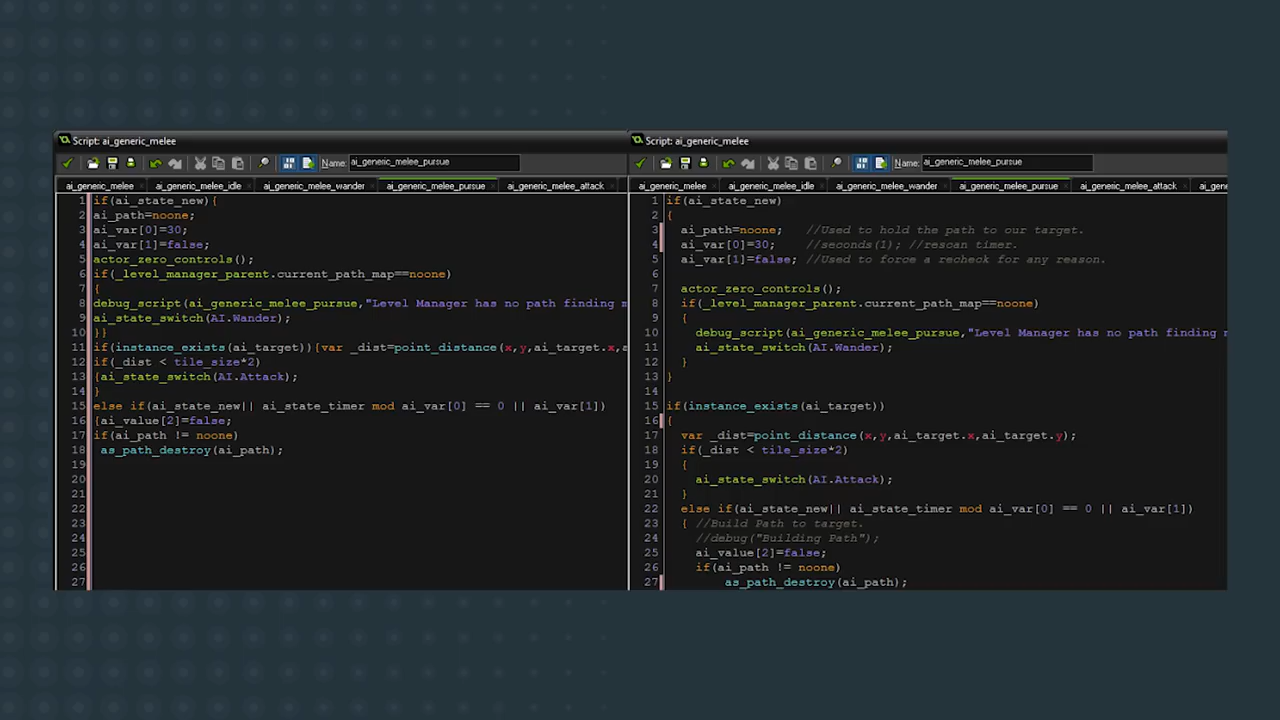 Script: ai_generic_melee
Name: ai_generic_melee_pursue
ai_generic_melee ai_generic_melee_idle ai_generic_melee_wander ai_generic_melee_pursue ai_generic_melee_attack
1 if(ai_state_new){
2 ai_path=noone;
3 ai_var[0]=30;
4 ai_var[1]=false;
5 actor_zero_controls();
6 if(_level_manager_parent.current_path_map==noone)
7 {
8 debug_script(ai_generic_melee_pursue,"Level Manager has no path finding
9 ai_state_switch(AI.Wander);
10 }}
11 if(instance_exists(ai_target)){var _dist=point_distance(x,y,ai_target.x,
12 if(_dist < tile_size*2)
13 {ai_state_switch(AI.Attack);
14 }
15 else if(ai_state_new|| ai_state_timer mod ai_var[0] == 0 || ai_var[1])
16 {ai_value[2]=false;
17 if(ai_path != noone)
18 as_path_destroy(ai_path);
19
20
21
22
23
24
25
26
27
Script: ai_generic_melee
Name: ai_generic_melee_pursue
ai_generic_melee ai_generic_melee_idle ai_generic_melee_wander ai_generic_melee_pursue ai_generic_melee_attack ai_gene
1 if(ai_state_new)
2 {
3 ai_path=noone; //Used to hold the path to our target.
4 ai_var[0]=30; //seconds(1); //rescan timer.
5 ai_var[1]=false; //Used to force a recheck for any reason.
6
7 actor_zero_controls();
8 if(_level_manager_parent.current_path_map==noone)
9 {
10 debug_script(ai_generic_melee_pursue,"Level Manager has no path finding
11 ai_state_switch(AI.Wander);
12 }
13 }
14
15 if(instance_exists(ai_target))
16 {
17 var _dist=point_distance(x,y,ai_target.x,ai_target.y);
18 if(_dist < tile_size*2)
19 {
20 ai_state_switch(AI.Attack);
21 }
22 else if(ai_state_new|| ai_state_timer mod ai_var[0] == 0 || ai_var[1])
23 { //Build Path to target.
24 //debug("Building Path");
25 ai_value[2]=false;
26 if(ai_path != noone)
27 as_path_destroy(ai_path);